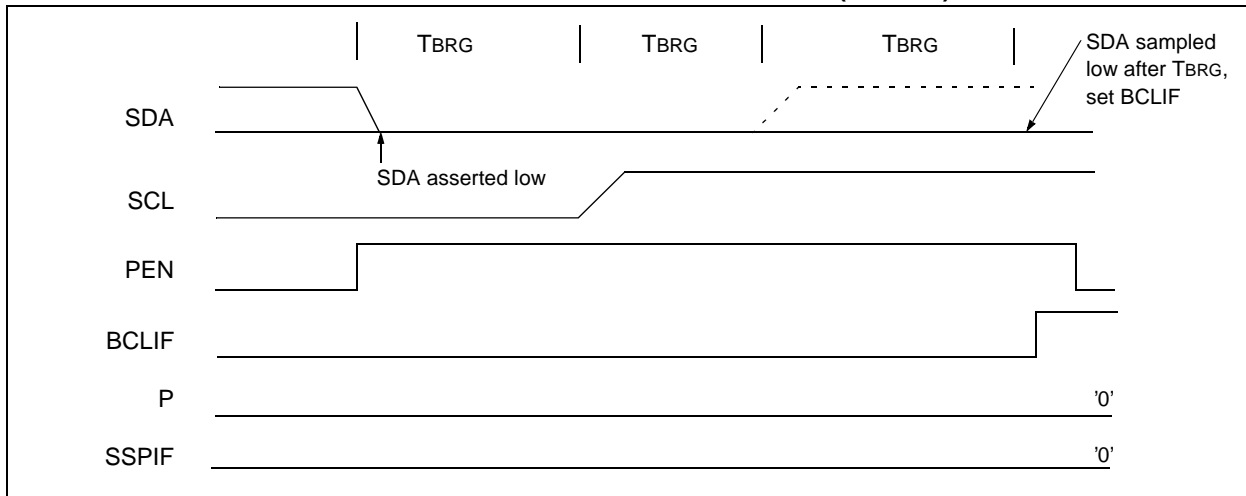 TBRG TBRG TBRG
SDA sampled
low after TBRG,
set BCLIF
SDA
SDA asserted low
SCL
PEN
BCLIF
P '0'
SSPIF '0'